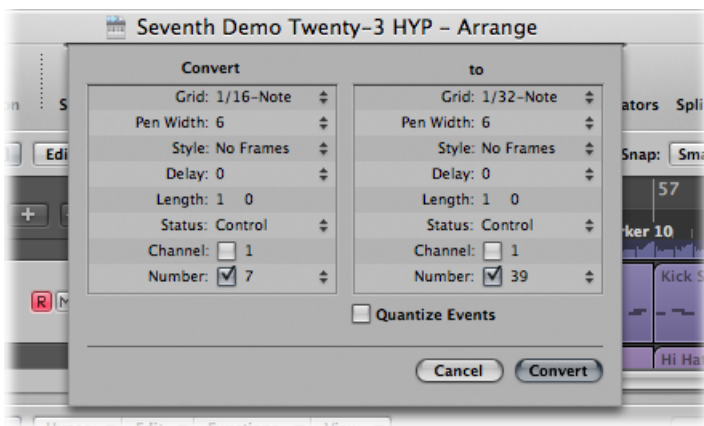 Seventh Demo Twenty-3 HYP – Arrange
Convert to
Grid: 1/16-Note Grid: 1/32-Note
Pen Width: 6 Pen Width: 6
Style: No Frames Style: No Frames
Delay: 0 Delay: 0
Length: 1 0 Length: 1 0
Status: Control Status: Control
Channel: 1 Channel: 1
Number: 7 Number: 39
Quantize Events
Cancel Convert
ators Spli
Edi Snap: Sma
57
rker 10
R M Kick S
Hi Ha